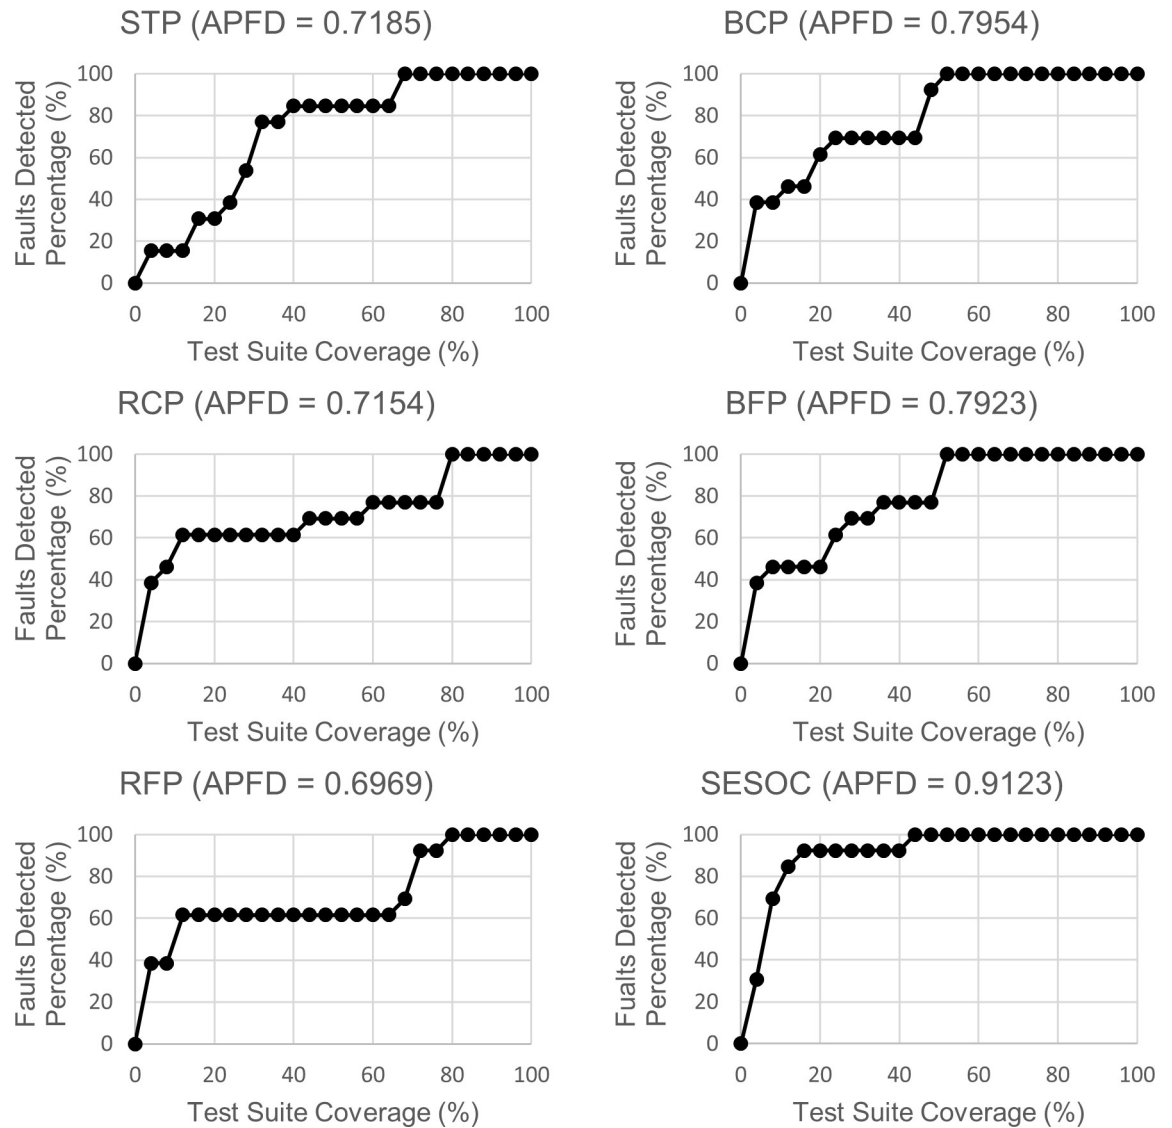 STP (APFD = 0.7185)
Faults Detected
Percentage (%)
100
80
60
40
20
0
0 20 40 60 80 100
Test Suite Coverage (%)
BCP (APFD = 0.7954)
Faults Detected
Percentage (%)
100
80
60
40
20
0
0 20 40 60 80 100
Test Suite Coverage (%)
RCP (APFD = 0.7154)
Faults Detected
Percentage (%)
100
80
60
40
20
0
0 20 40 60 80 100
Test Suite Coverage (%)
BFP (APFD = 0.7923)
Faults Detected
Percentage (%)
100
80
60
40
20
0
0 20 40 60 80 100
Test Suite Coverage (%)
RFP (APFD = 0.6969)
Faults Detected
Percentage (%)
100
80
60
40
20
0
0 20 40 60 80 100
Test Suite Coverage (%)
SESOC (APFD = 0.9123)
Fualts Detected
Percentage (%)
100
80
60
40
20
0
0 20 40 60 80 100
Test Suite Coverage (%)